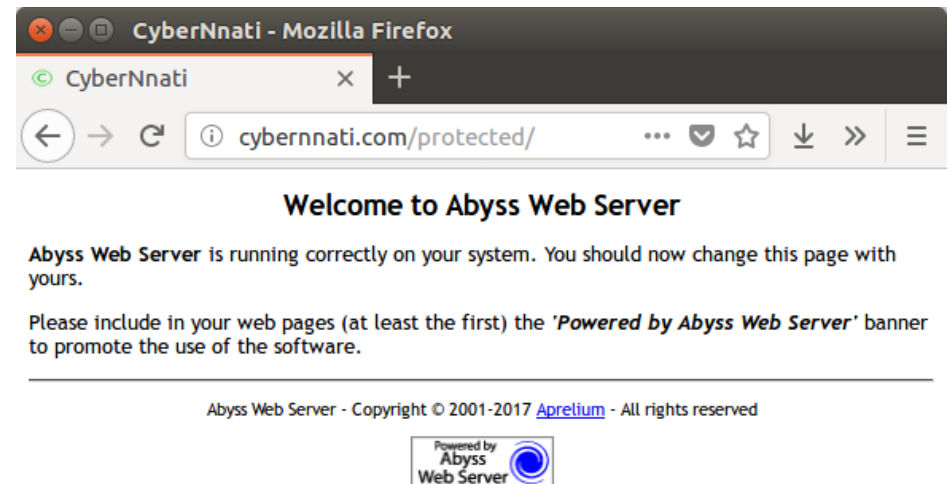 CyberNnati - Mozilla Firefox
© CyberNnati
cybernnati.com/protected/
Welcome to Abyss Web Server
Abyss Web Server is running correctly on your system. You should now change this page with
yours.
Please include in your web pages (at least the first) the 'Powered by Abyss Web Server' banner
to promote the use of the software.
Abyss Web Server - Copyright © 2001-2017 Aprelium - All rights reserved
Powered by
Abyss
Web Server